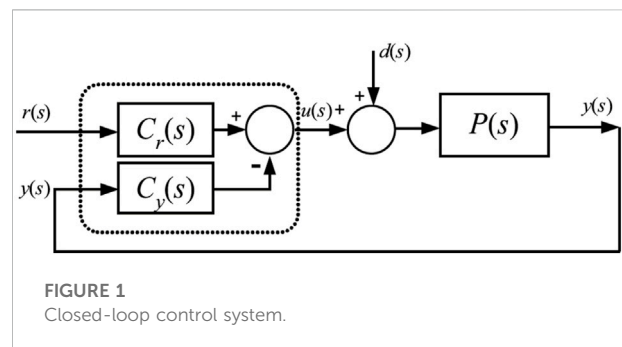 d(s)
+
r(s)
C_r(s)
+
u(s)
+
P(s)
y(s)
y(s)
C_y(s)
-
FIGURE 1
Closed-loop control system.